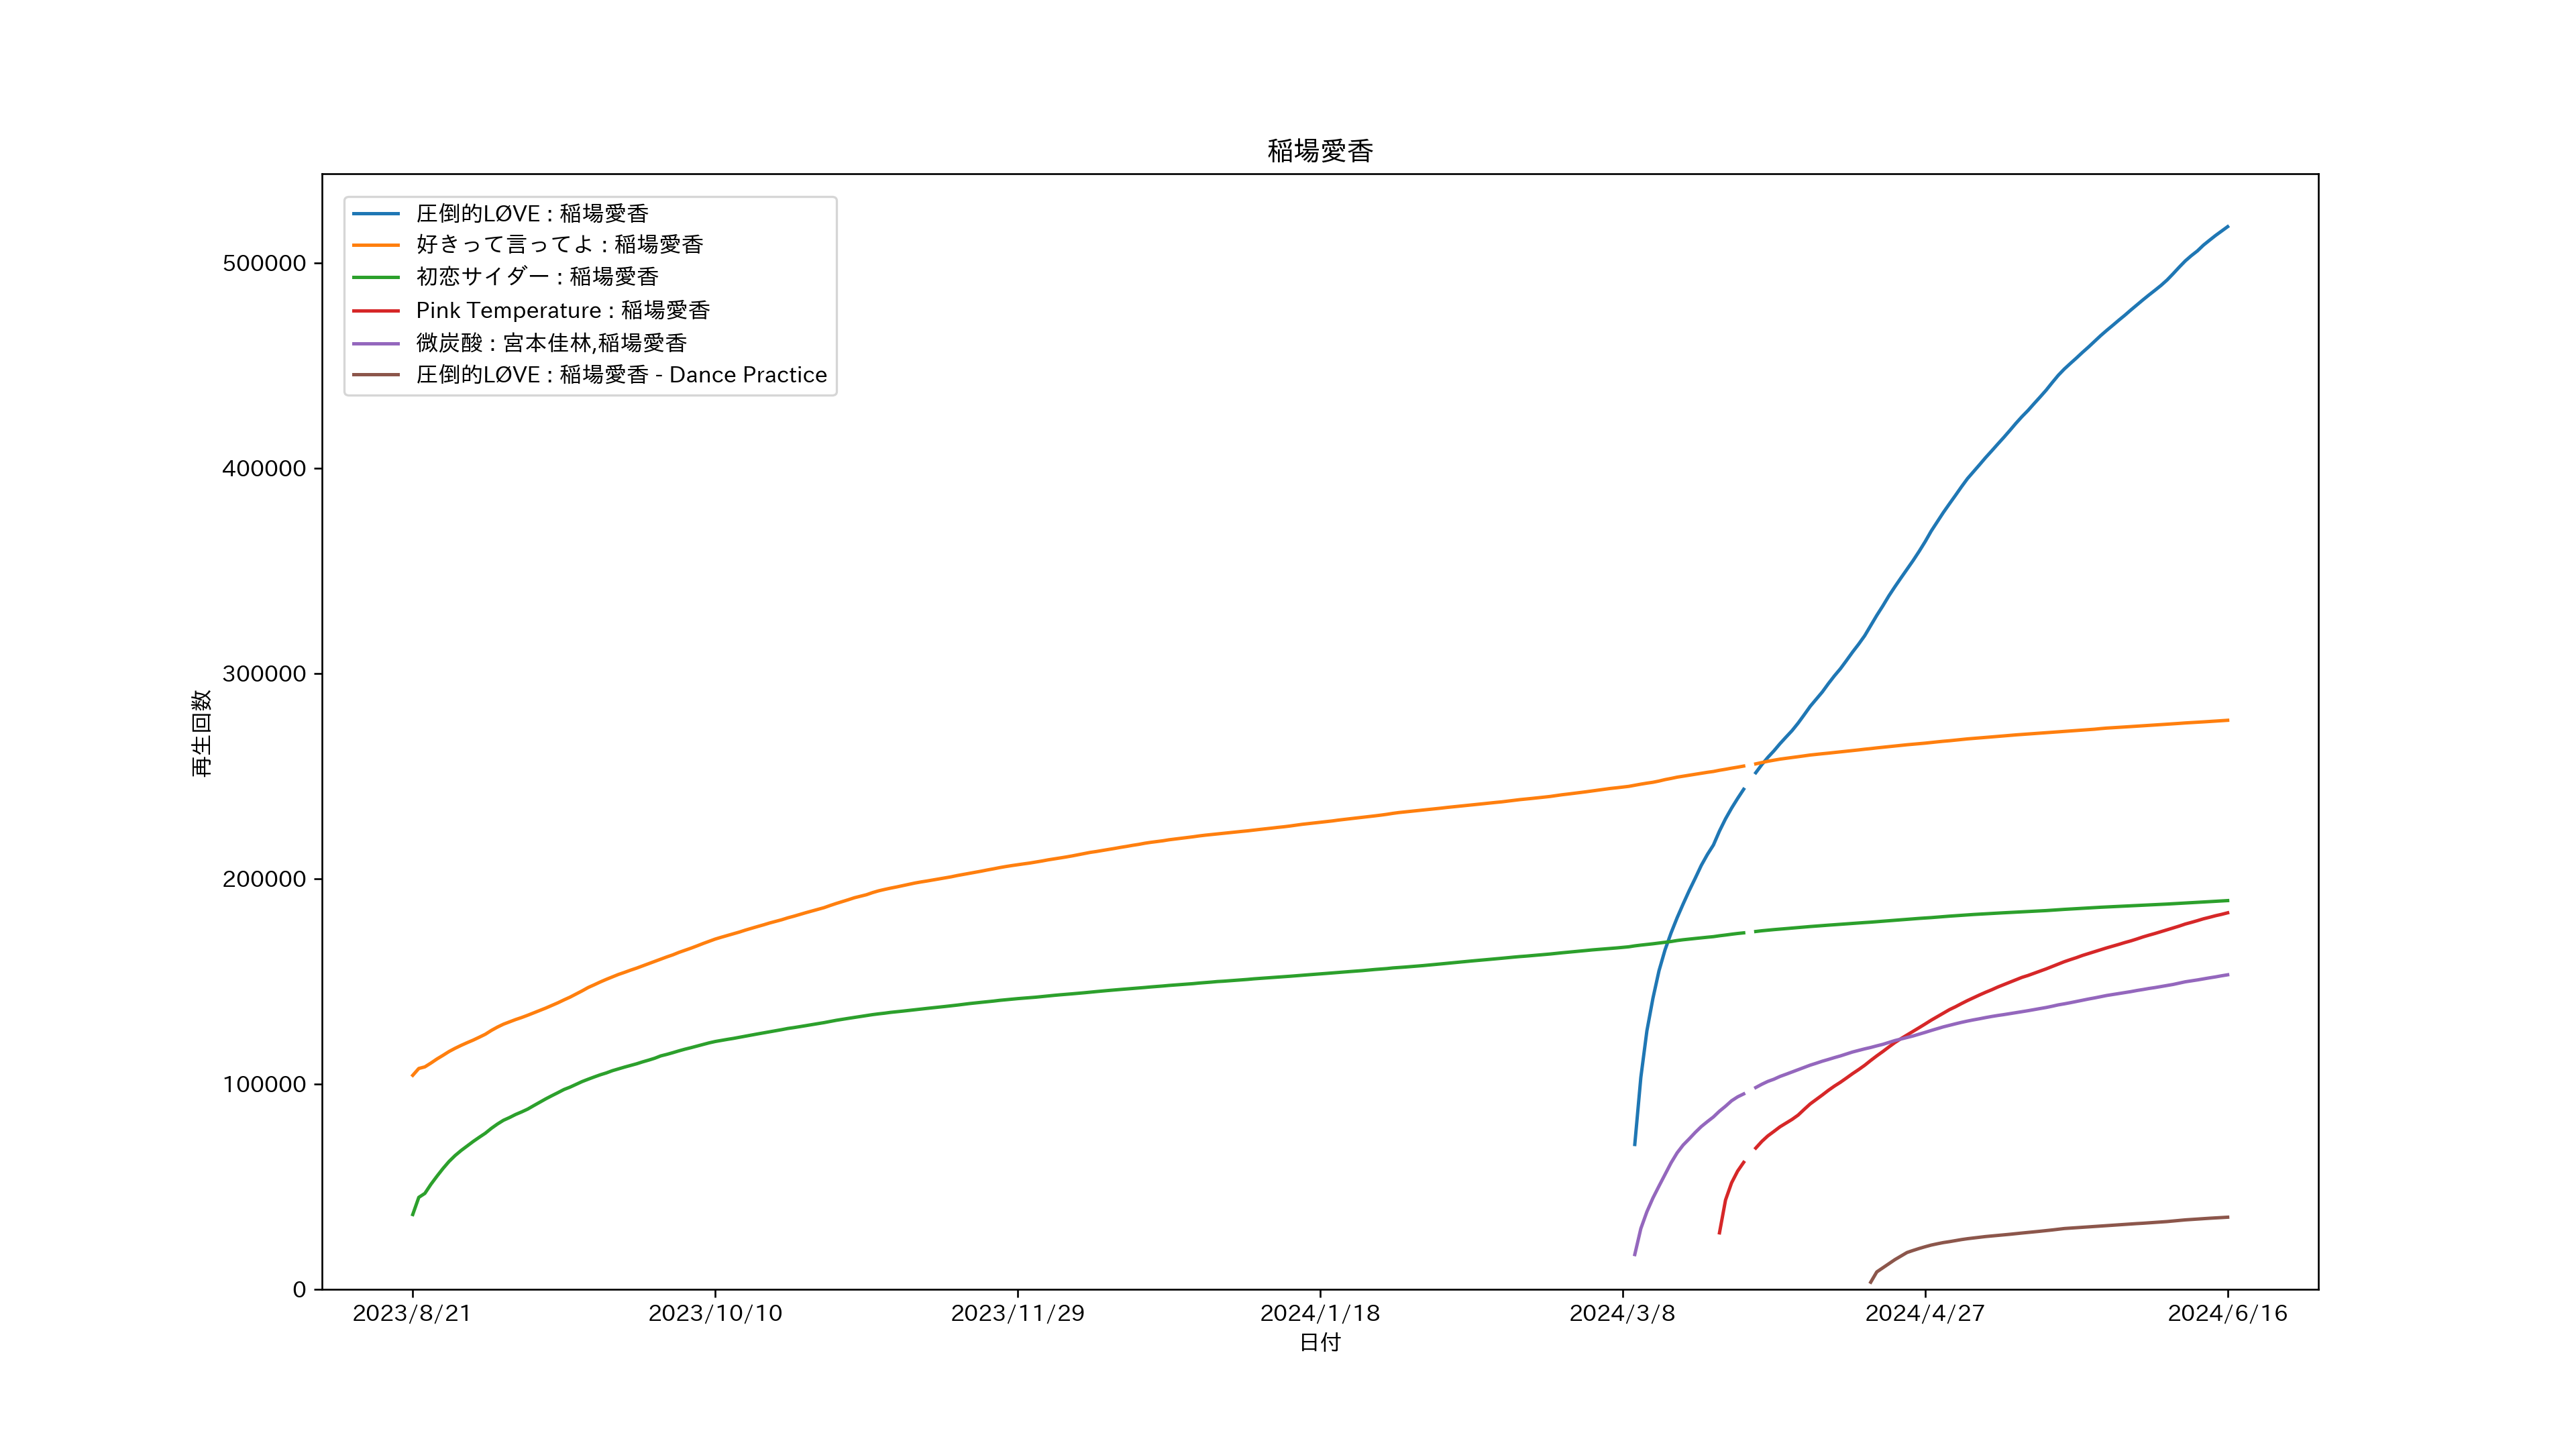 稲場愛香
圧倒的LØVE : 稲場愛香
好きって言ってよ : 稲場愛香
初恋サイダー : 稲場愛香
Pink Temperature : 稲場愛香
微炭酸 : 宮本佳林,稲場愛香
圧倒的LØVE : 稲場愛香 - Dance Practice
再生回数
500000
400000
300000
200000
100000
0
2023/8/21
2023/10/10
2023/11/29
2024/1/18
2024/3/8
2024/4/27
2024/6/16
日付